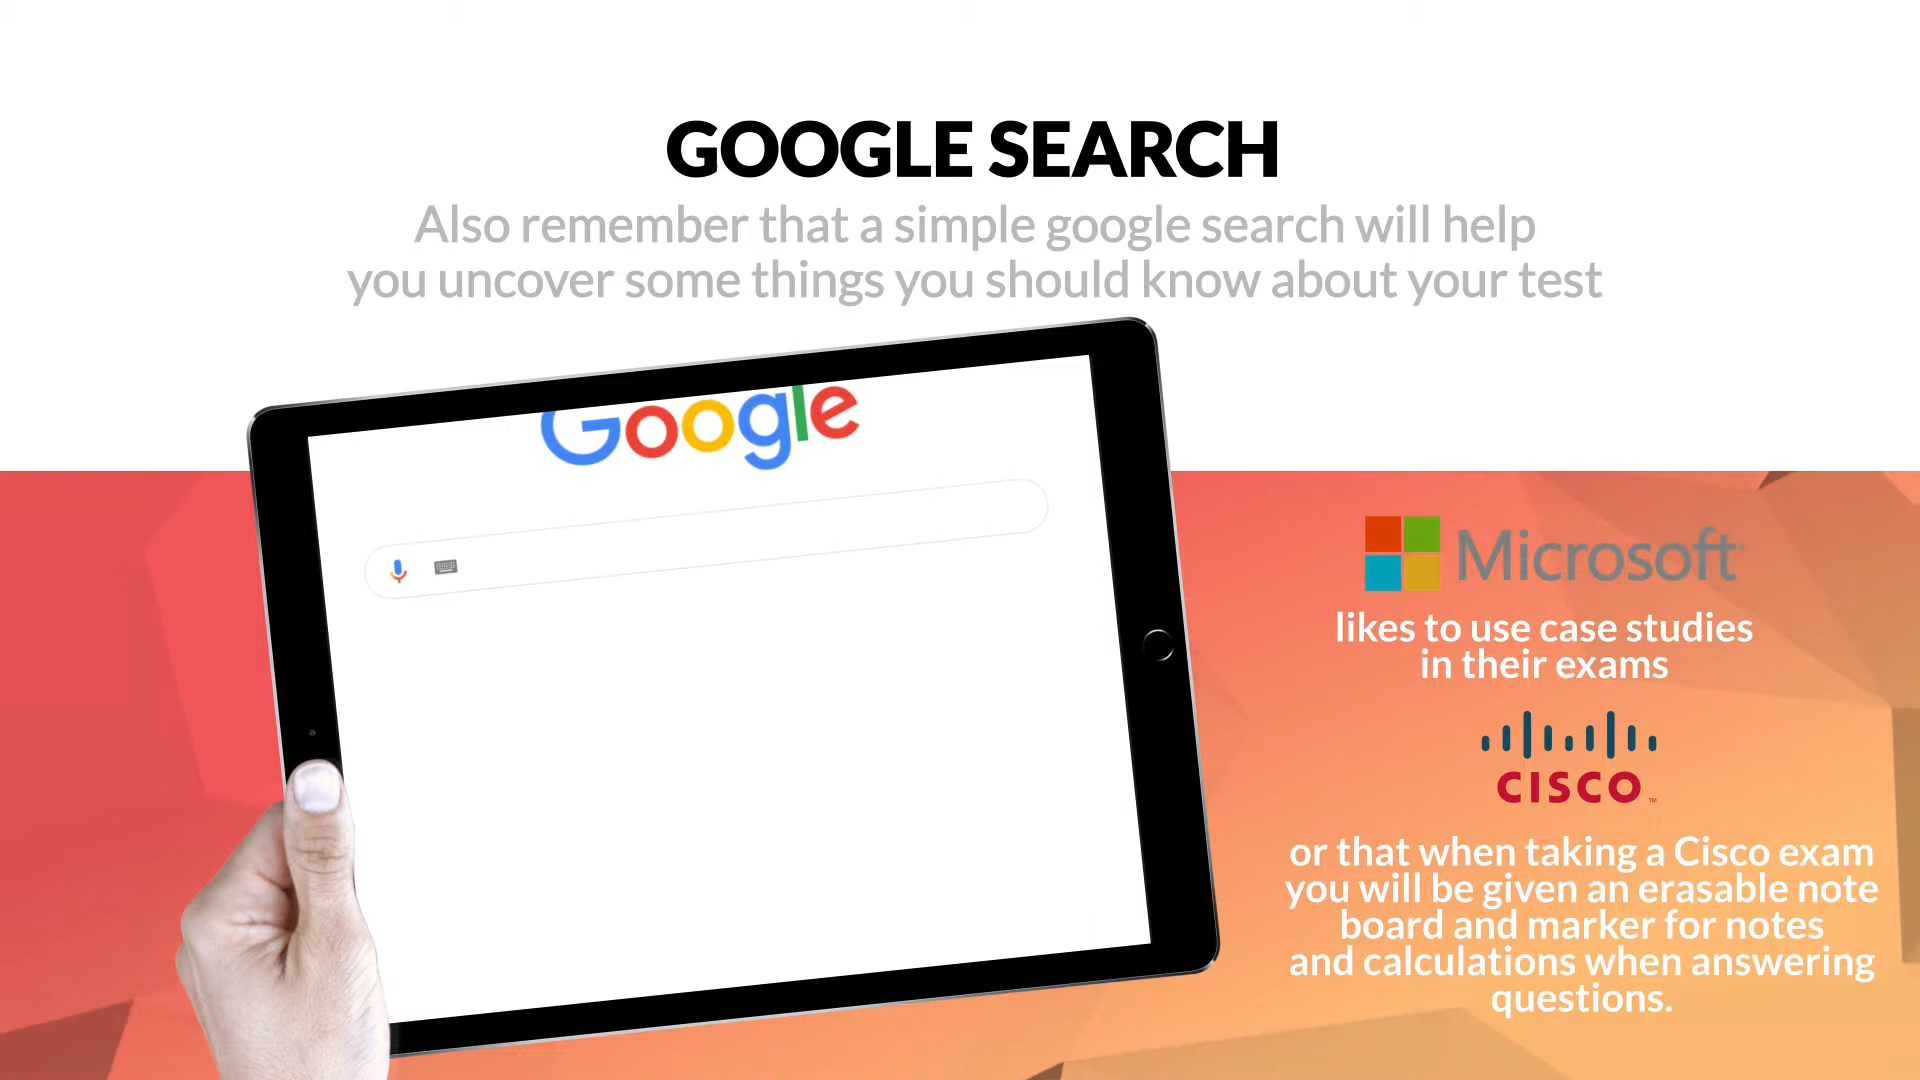 GOOGLE SEARCH
Also remember that a simple google search will help
you uncover some things you should know about your test
Google
Microsoft
likes to use case studies
in their exams
CISCO
TM
or that when taking a Cisco exam
you will be given an erasable note
board and marker for notes
and calculations when answering
questions.